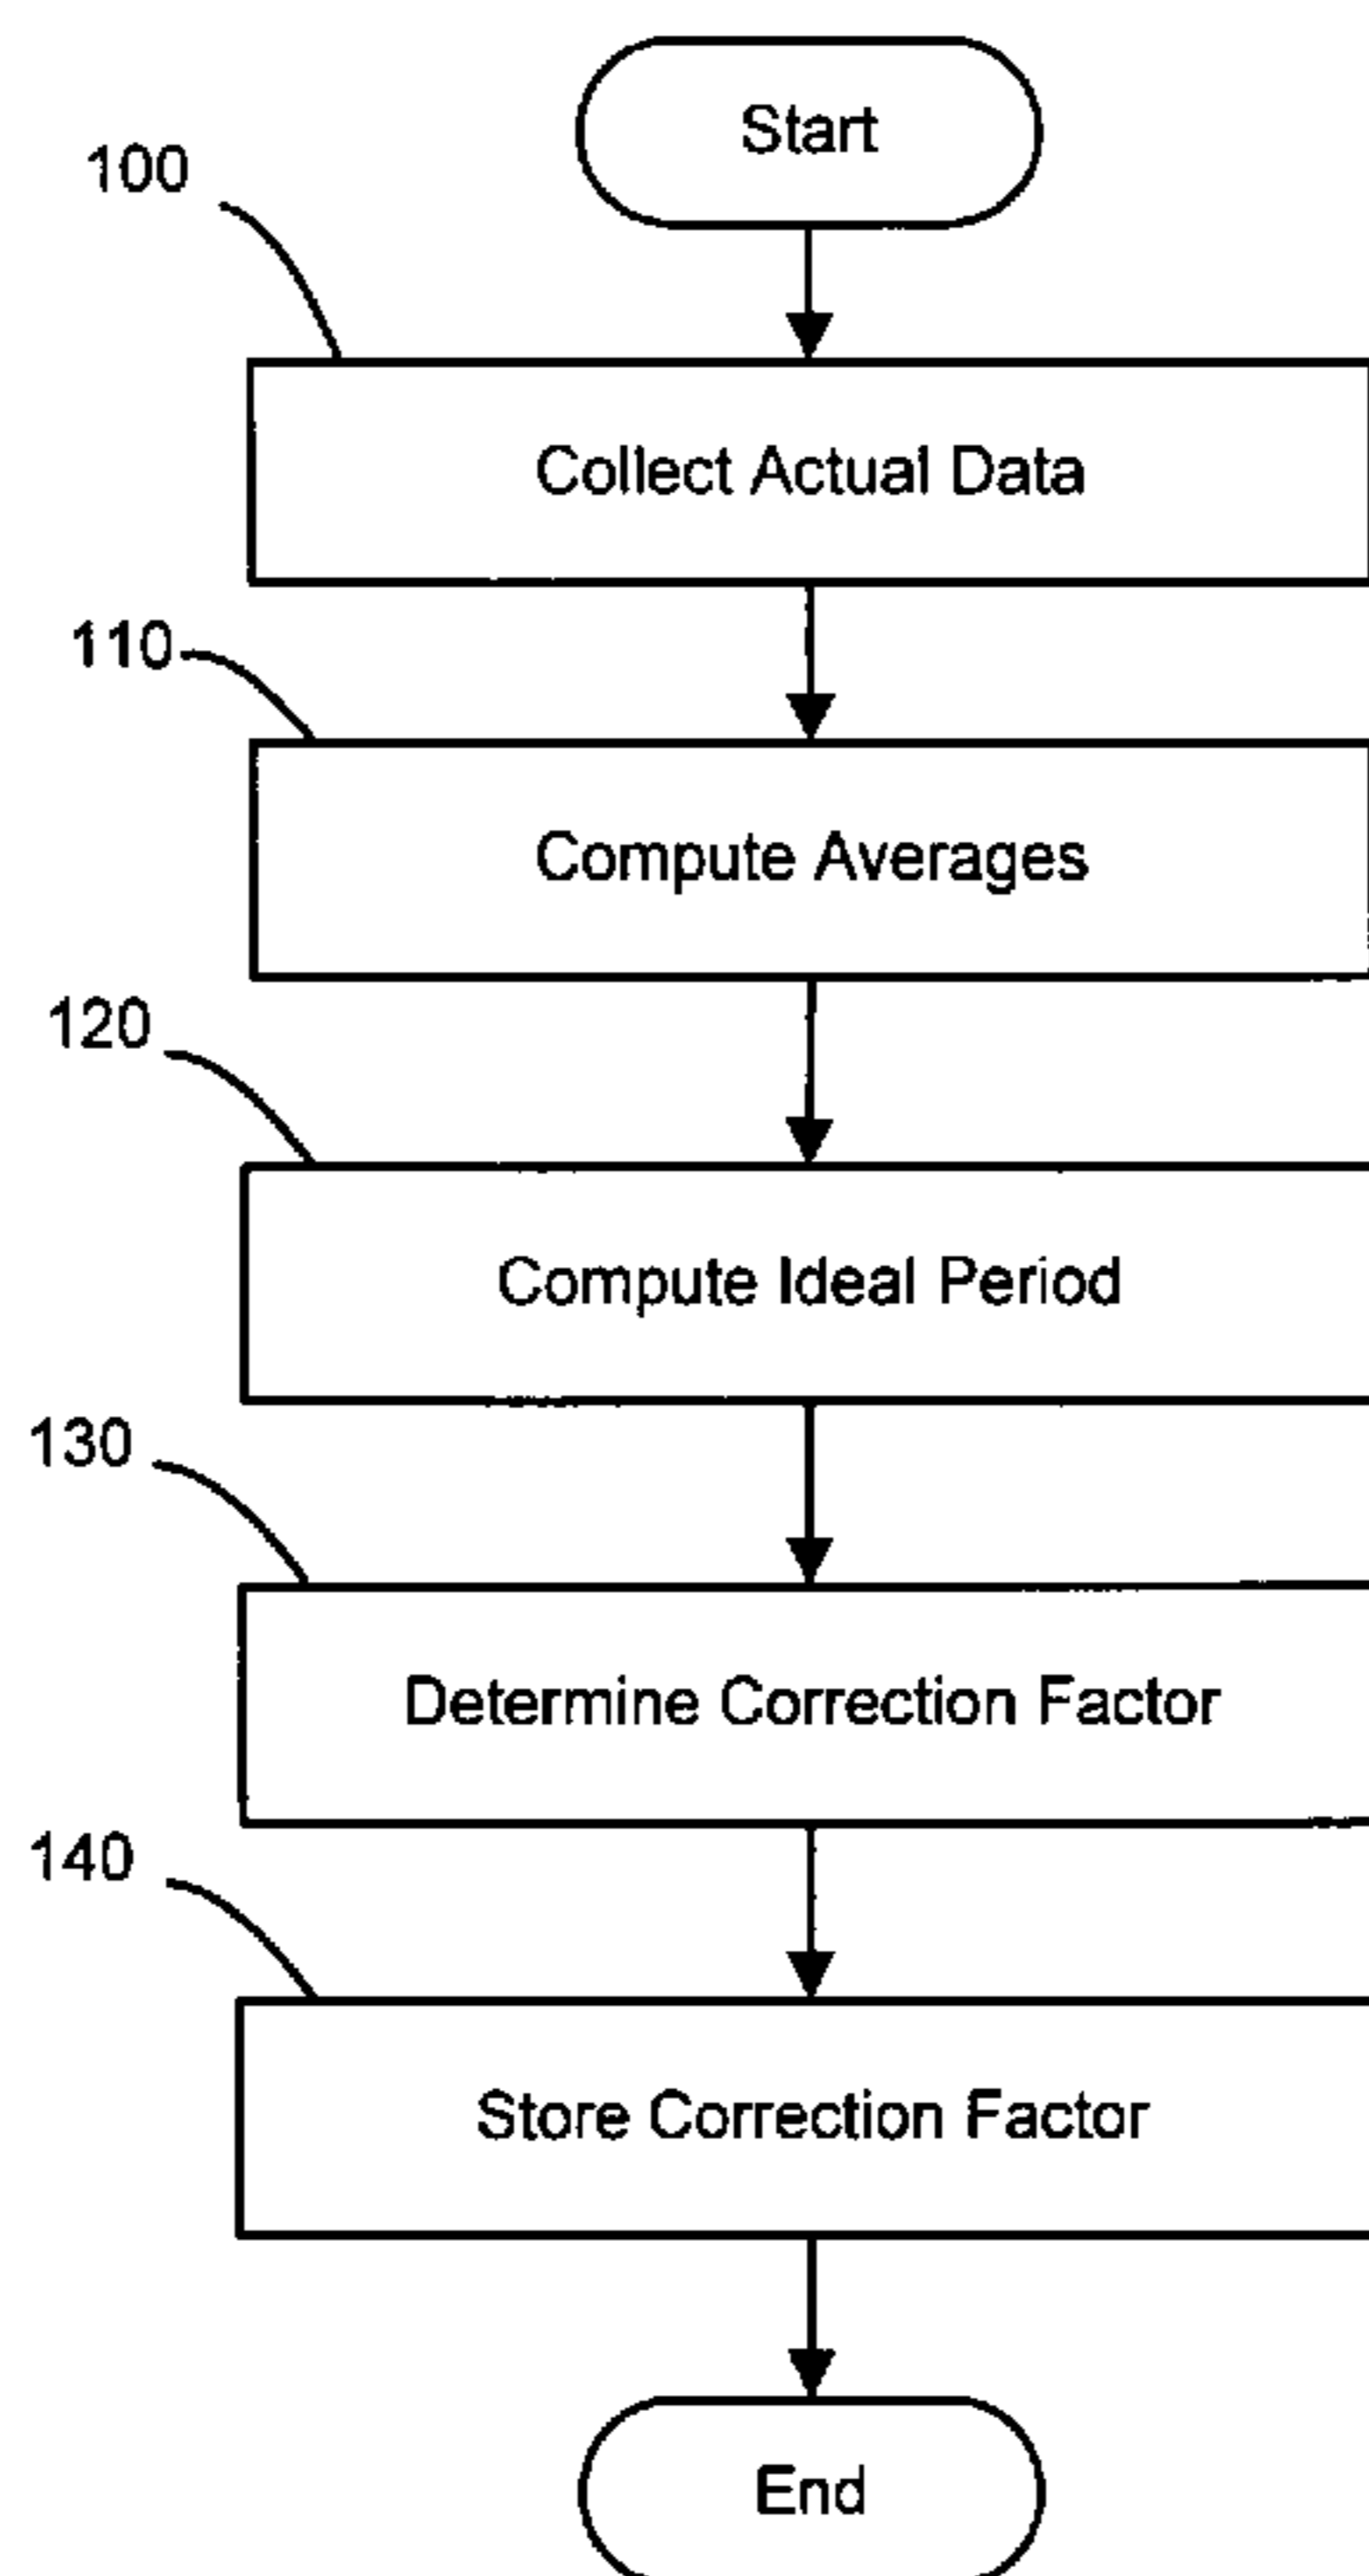 Start
100
Collect Actual Data
110
Compute Averages
120
Compute Ideal Period
130
Determine Correction Factor
140
Store Correction Factor
End